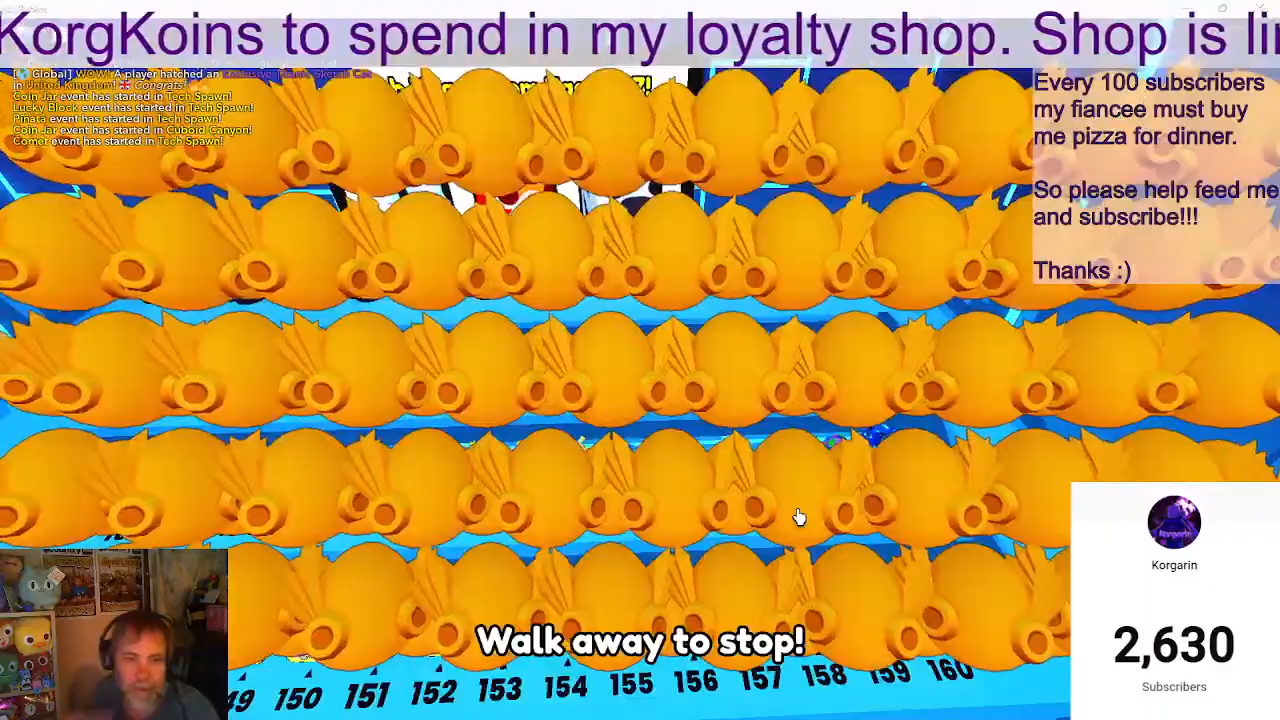 KorgKoins to spend in my loyalty shop. Shop is li
[Global] WOW! A player hatched an Exclusive
in United Kingdom! Congrats!
Coin Jar event has started in Tech Spawn!
Lucky Block event has started in Tech Spawn!
Piñata event has started in Tech Spawn!
Coin Jar event has started in Cuboid Canyon!
Comet event has started in Tech Spawn!
Every 100 subscribers
my fiancee must buy
me pizza for dinner.
So please help feed me
and subscribe!!!
Thanks :)
Korgarin
Korgarin
2,630
Subscribers
Walk away to stop!
49 150 151 152 153 154 155 156 157 158 159 160